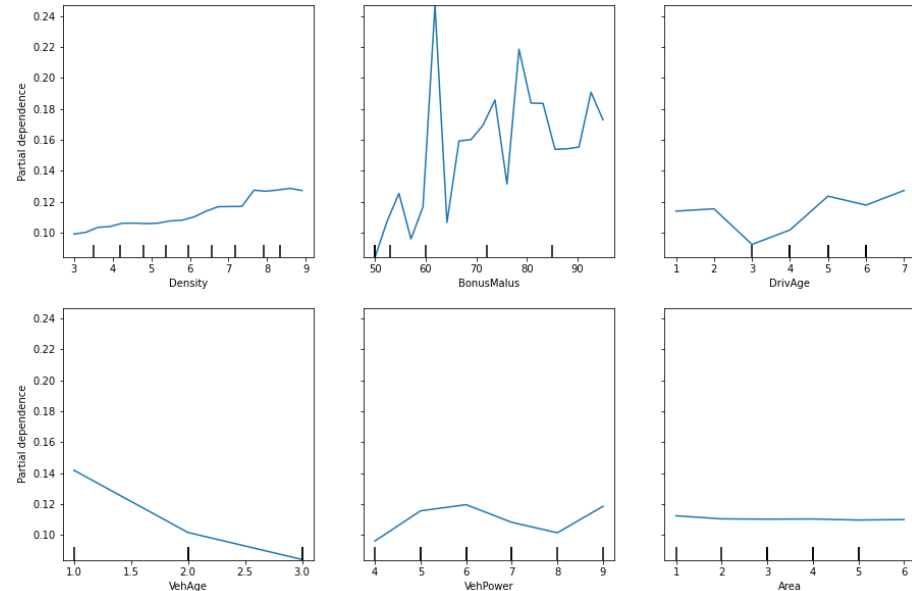 0.24
0.22
0.20
0.18
0.16
0.14
0.12
0.10
Partial dependence
3 4 5 6 7 8 9
Density
50 60 70 80 90
BonusMalus
1 2 3 4 5 6 7
DrivAge
0.24
0.22
0.20
0.18
0.16
0.14
0.12
0.10
Partial dependence
1.0 1.5 2.0 2.5 3.0
VehAge
4 5 6 7 8 9
VehPower
1 2 3 4 5 6
Area